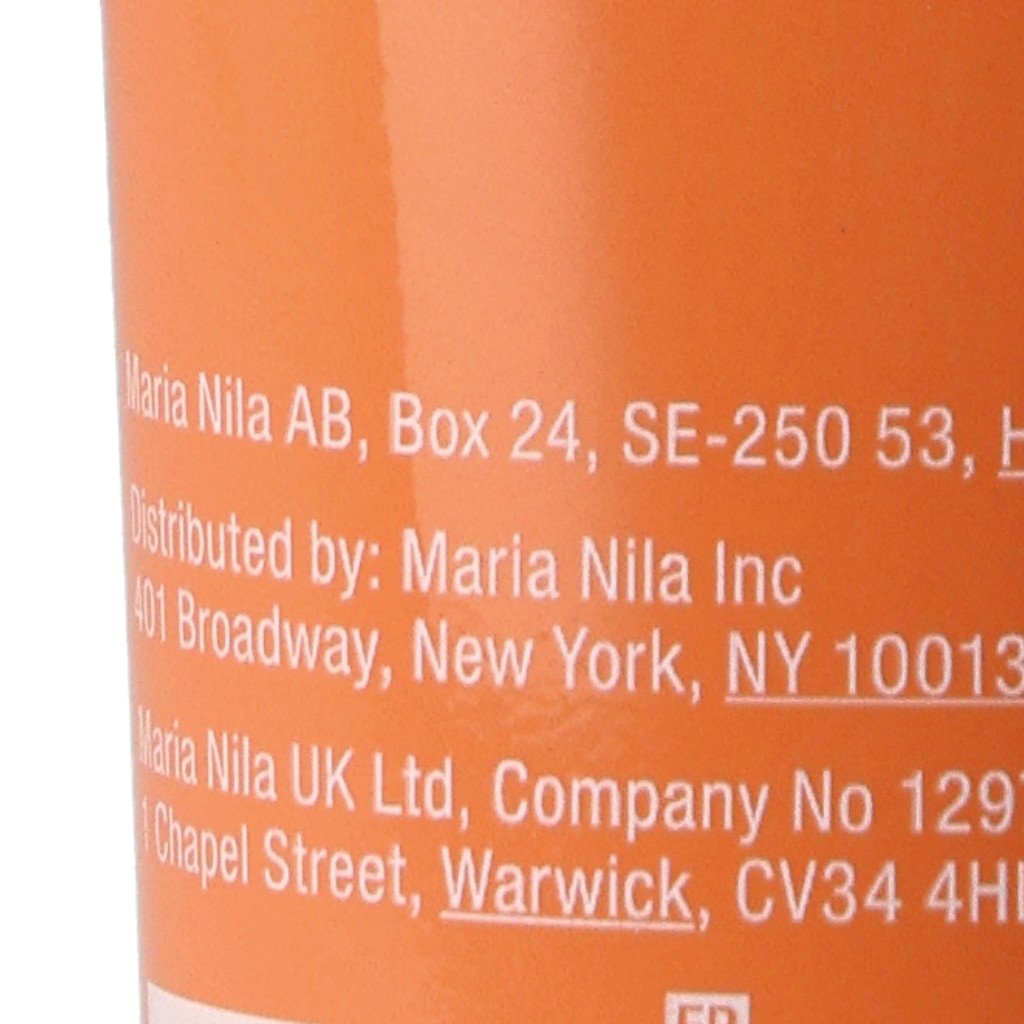 Maria Nila AB, Box 24, SE-250 53,
Distributed by: Maria Nila Inc
401 Broadway, New York, NY 10013
Maria Nila UK Ltd, Company No
1 Chapel Street, Warwick, CV34